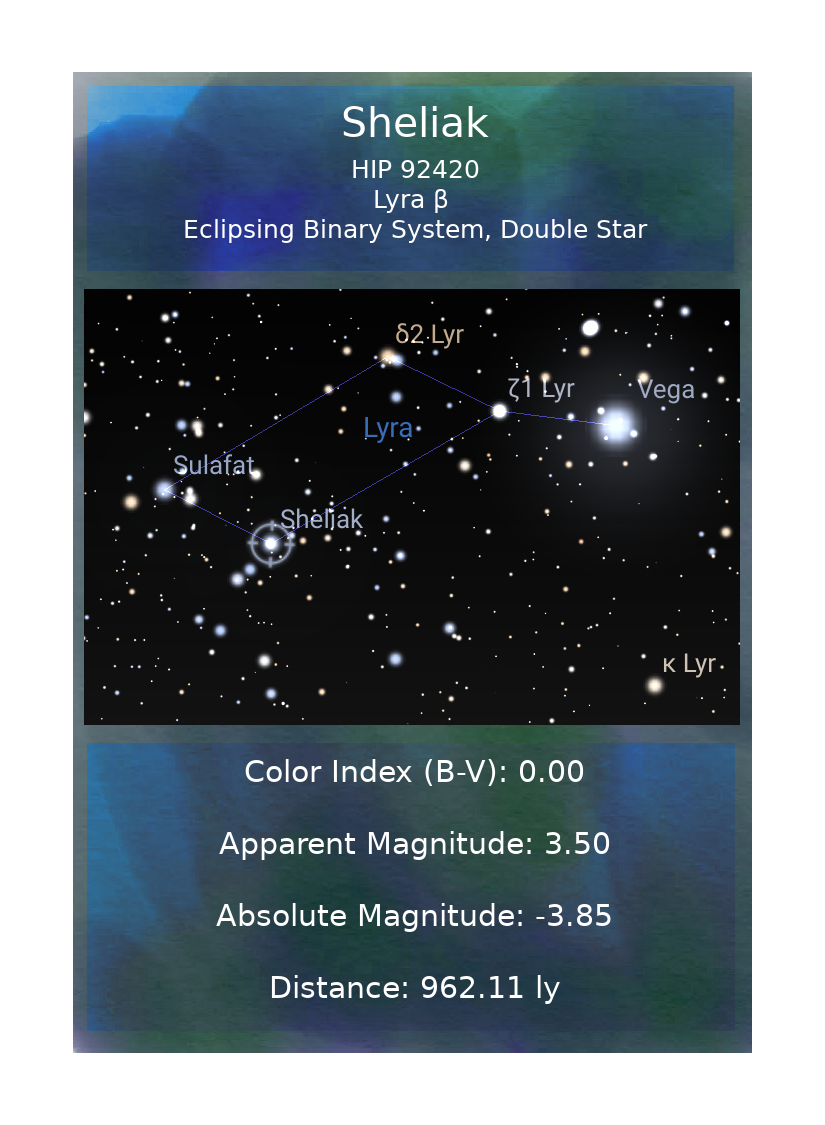 Sheliak
HIP 92420
Lyra β
Eclipsing Binary System, Double Star
δ2 Lyr
ζ1 Lyr
Vega
Lyra
Sulafat
Sheliak
κ Lyr
Color Index (B-V): 0.00
Apparent Magnitude: 3.50
Absolute Magnitude: -3.85
Distance: 962.11 ly